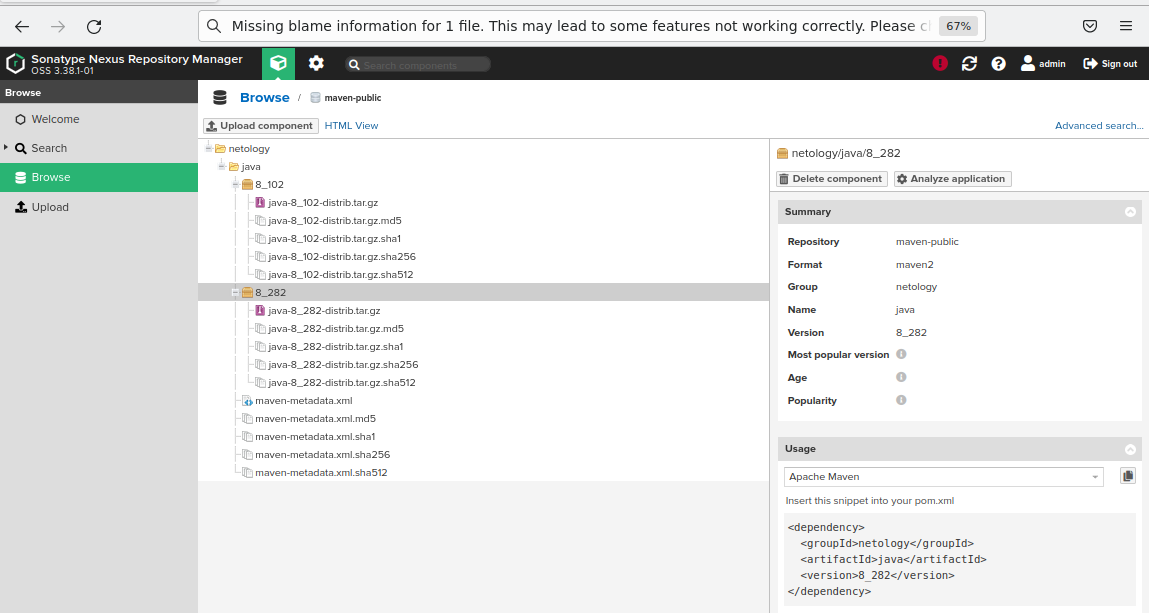 Missing blame information for 1 file. This may lead to some features not working correctly. Please c
67%
Sonatype Nexus Repository Manager
OSS 3.38.1-01
Search components
admin
Sign out
Browse
Welcome
Search
Browse
Upload
Browse / maven-public
Upload component HTML View
Advanced search...
netology
java
8_102
java-8_102-distrib.tar.gz
java-8_102-distrib.tar.gz.md5
java-8_102-distrib.tar.gz.sha1
java-8_102-distrib.tar.gz.sha256
java-8_102-distrib.tar.gz.sha512
8_282
java-8_282-distrib.tar.gz
java-8_282-distrib.tar.gz.md5
java-8_282-distrib.tar.gz.sha1
java-8_282-distrib.tar.gz.sha256
java-8_282-distrib.tar.gz.sha512
maven-metadata.xml
maven-metadata.xml.md5
maven-metadata.xml.sha1
maven-metadata.xml.sha256
maven-metadata.xml.sha512
netology/java/8_282
Delete component Analyze application
Summary
Repository maven-public
Format maven2
Group netology
Name java
Version 8_282
Most popular version
Age
Popularity
Usage
Apache Maven
Insert this snippet into your pom.xml
<dependency>
<groupId>netology</groupId>
<artifactId>java</artifactId>
<version>8_282</version>
</dependency>